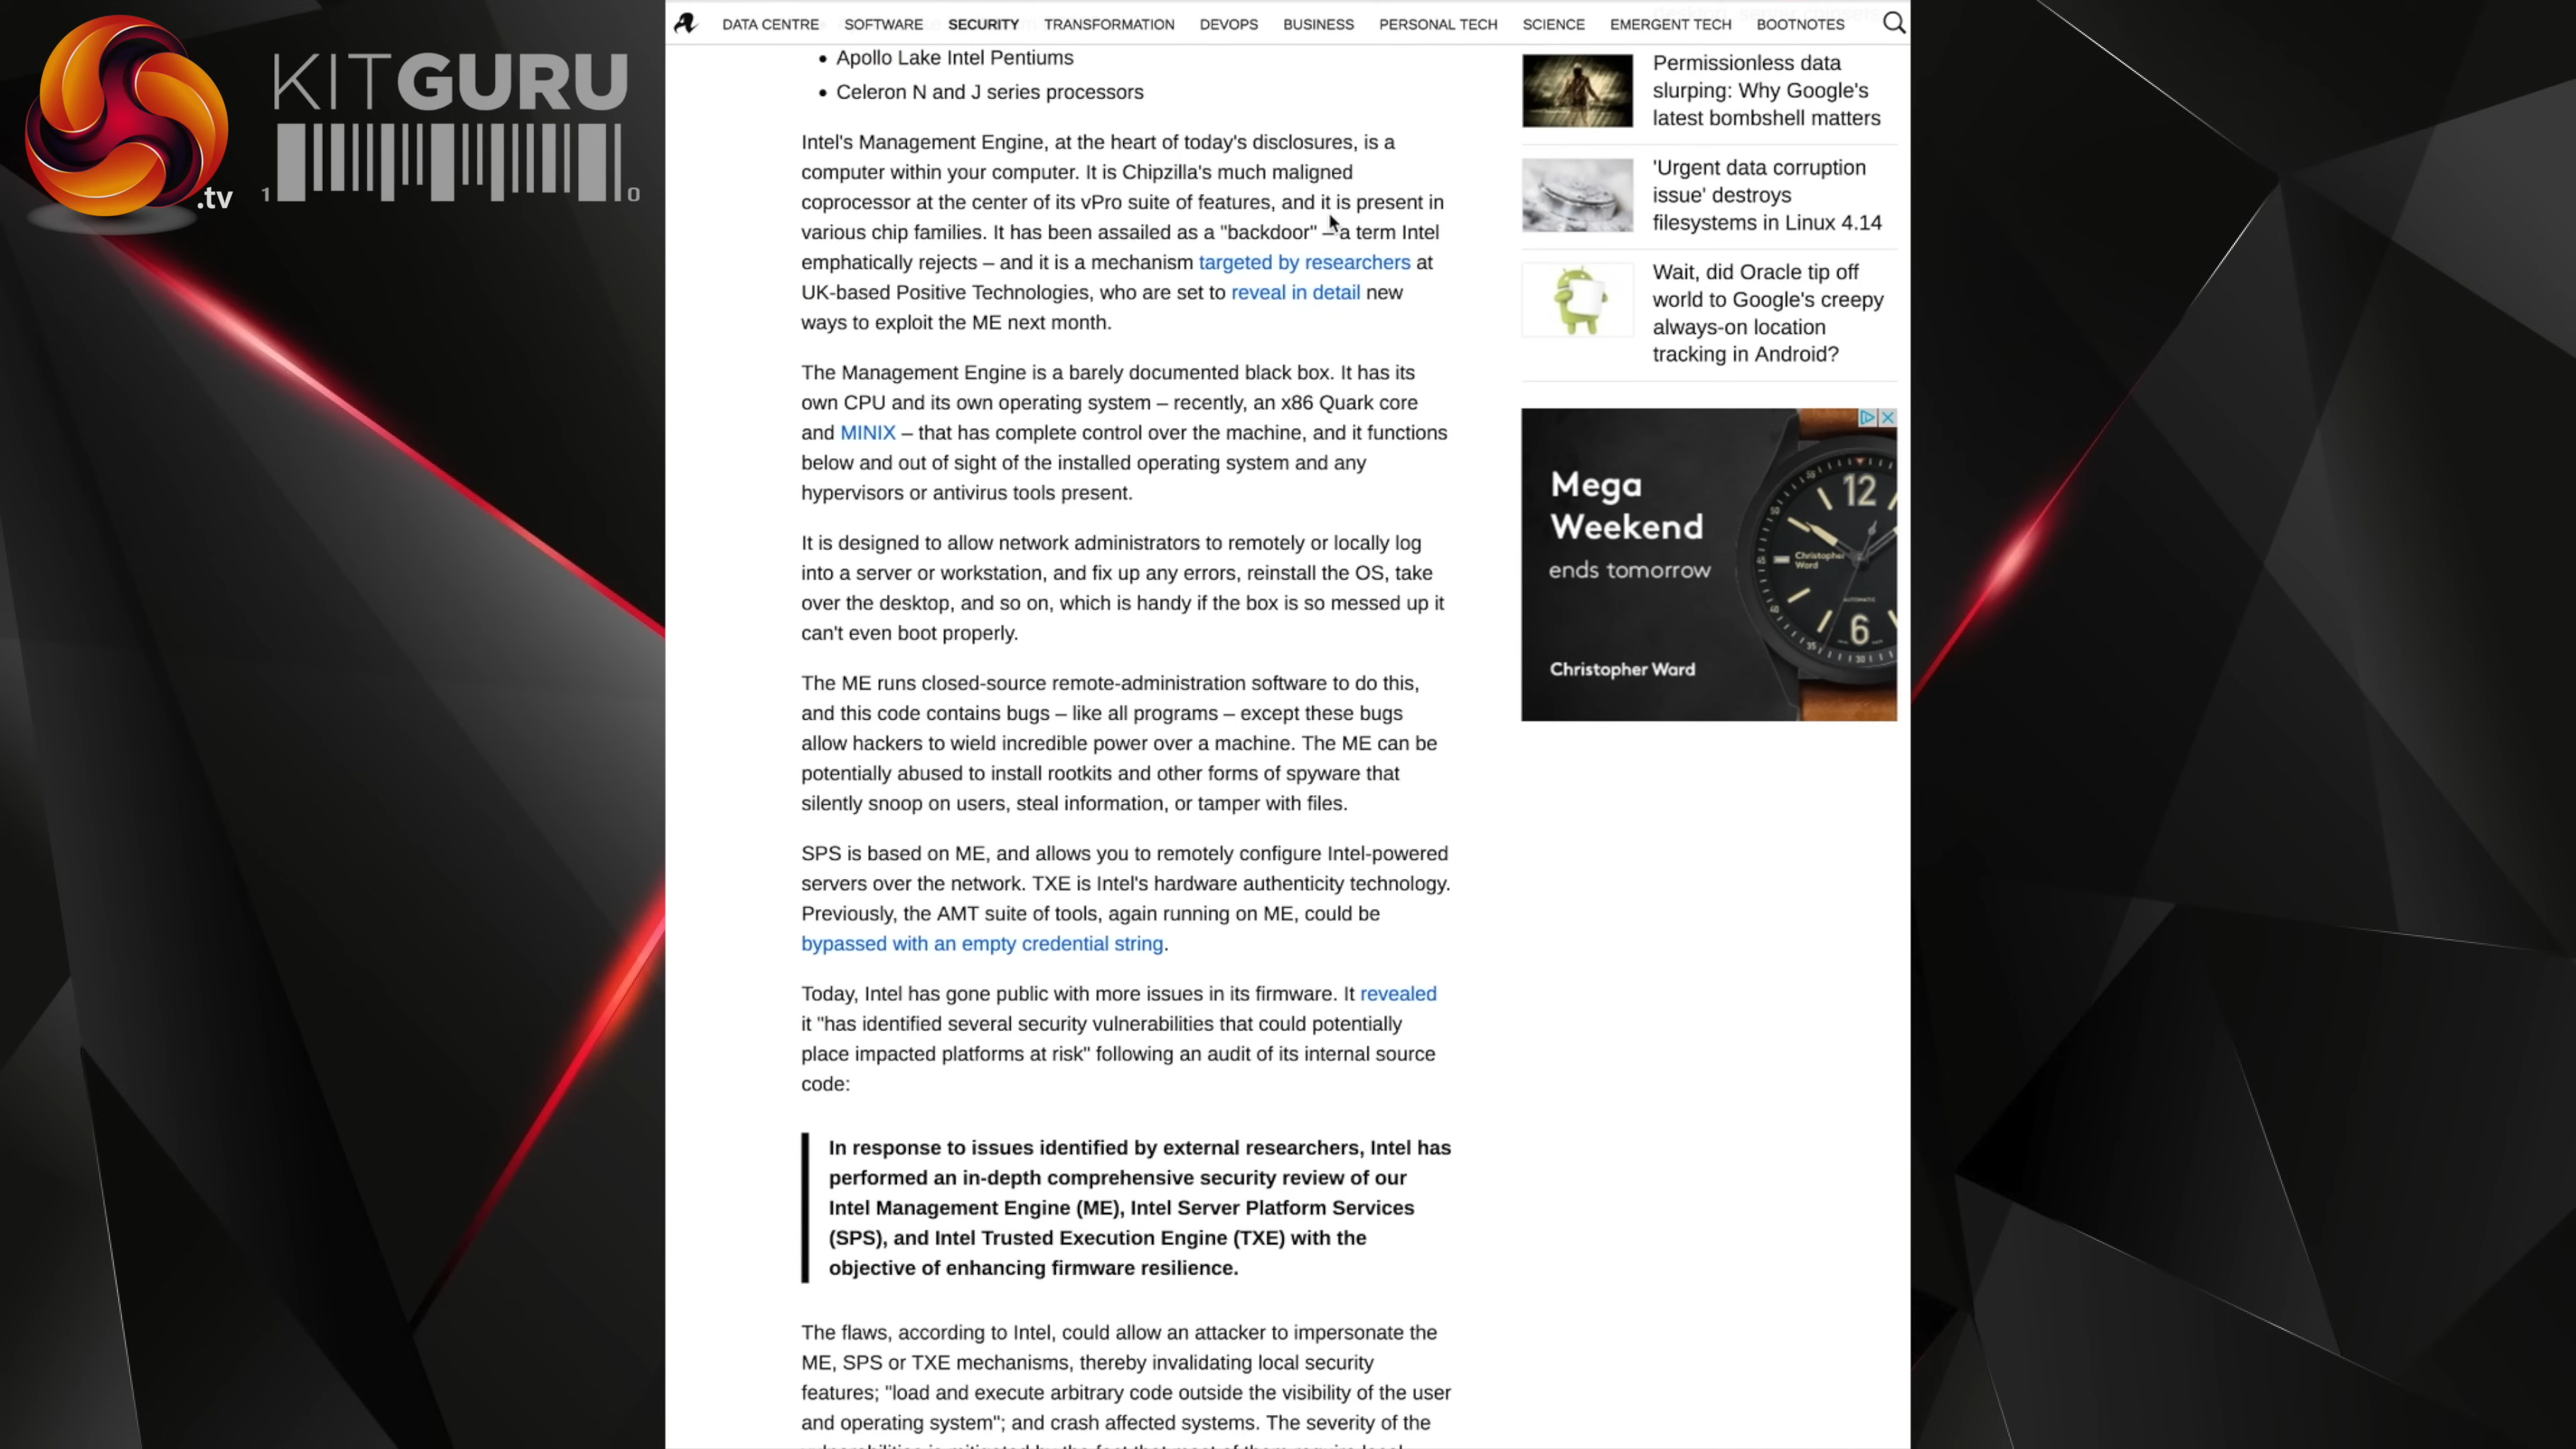 KITGURU
.tv
1
0
DATA CENTRE SOFTWARE SECURITY TRANSFORMATION DEVOPS BUSINESS PERSONAL TECH SCIENCE EMERGENT TECH BOOTNOTES
• Apollo Lake Intel Pentiums
• Celeron N and J series processors
Intel's Management Engine, at the heart of today's disclosures, is a
computer within your computer. It is Chipzilla's much maligned
coprocessor at the center of its vPro suite of features, and it is present in
various chip families. It has been assailed as a "backdoor" – a term Intel
emphatically rejects – and it is a mechanism targeted by researchers at
UK-based Positive Technologies, who are set to reveal in detail new
ways to exploit the ME next month.
The Management Engine is a barely documented black box. It has its
own CPU and its own operating system – recently, an x86 Quark core
and MINIX – that has complete control over the machine, and it functions
below and out of sight of the installed operating system and any
hypervisors or antivirus tools present.
It is designed to allow network administrators to remotely or locally log
into a server or workstation, and fix up any errors, reinstall the OS, take
over the desktop, and so on, which is handy if the box is so messed up it
can't even boot properly.
The ME runs closed-source remote-administration software to do this,
and this code contains bugs – like all programs – except these bugs
allow hackers to wield incredible power over a machine. The ME can be
potentially abused to install rootkits and other forms of spyware that
silently snoop on users, steal information, or tamper with files.
SPS is based on ME, and allows you to remotely configure Intel-powered
servers over the network. TXE is Intel's hardware authenticity technology.
Previously, the AMT suite of tools, again running on ME, could be
bypassed with an empty credential string.
Today, Intel has gone public with more issues in its firmware. It revealed
it "has identified several security vulnerabilities that could potentially
place impacted platforms at risk" following an audit of its internal source
code:
In response to issues identified by external researchers, Intel has
performed an in-depth comprehensive security review of our
Intel Management Engine (ME), Intel Server Platform Services
(SPS), and Intel Trusted Execution Engine (TXE) with the
objective of enhancing firmware resilience.
The flaws, according to Intel, could allow an attacker to impersonate the
ME, SPS or TXE mechanisms, thereby invalidating local security
features; "load and execute arbitrary code outside the visibility of the user
and operating system"; and crash affected systems. The severity of the
Permissionless data
slurping: Why Google's
latest bombshell matters
'Urgent data corruption
issue' destroys
filesystems in Linux 4.14
Wait, did Oracle tip off
world to Google's creepy
always-on location
tracking in Android?
Mega
Weekend
ends tomorrow
Christopher Ward
12
Christopher
Ward
AUTOMATIC
6